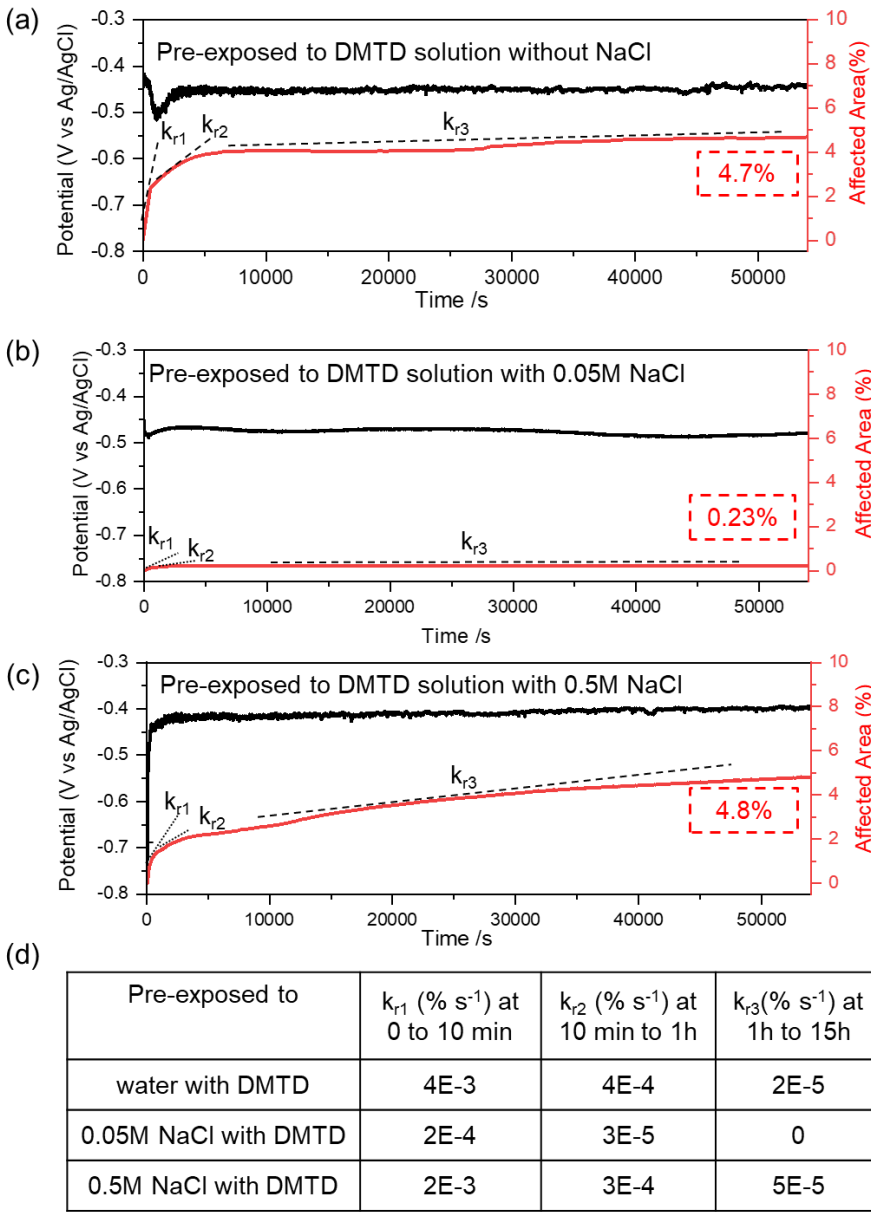 (a)
Pre-exposed to DMTD solution without NaCl
Potential (V vs Ag/AgCl)
-0.3
-0.4
-0.5
-0.6
-0.7
-0.8
kr1
kr2
kr3
4.7%
10
8
6
4
2
0
Affected Area(%)
0 10000 20000 30000 40000 50000
Time /s
(b)
Pre-exposed to DMTD solution with 0.05M NaCl
Potential (V vs Ag/AgCl)
-0.3
-0.4
-0.5
-0.6
-0.7
-0.8
kr1
kr2
kr3
0.23%
10
8
6
4
2
0
Affected Area (%)
0 10000 20000 30000 40000 50000
Time /s
(c)
Pre-exposed to DMTD solution with 0.5M NaCl
Potential (V vs Ag/AgCl)
-0.3
-0.4
-0.5
-0.6
-0.7
-0.8
kr1
kr2
kr3
4.8%
10
8
6
4
2
0
Affected Area (%)
0 10000 20000 30000 40000 50000
Time /s
(d)
Pre-exposed to
kr1 (% s-1) at
0 to 10 min
kr2 (% s-1) at
10 min to 1h
kr3(% s-1) at
1h to 15h
water with DMTD 4E-3 4E-4 2E-5
0.05M NaCl with DMTD 2E-4 3E-5 0
0.5M NaCl with DMTD 2E-3 3E-4 5E-5